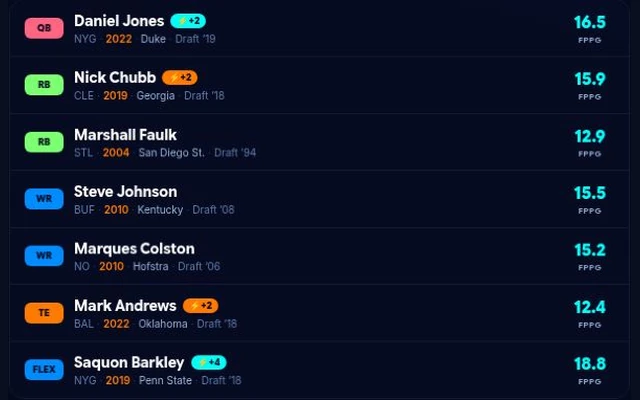 QB Daniel Jones ⚡+2 16.5
NYG · 2022 · Duke · Draft '19 FPPG
RB Nick Chubb ⚡+2 15.9
CLE · 2019 · Georgia · Draft '18 FPPG
RB Marshall Faulk 12.9
STL · 2004 · San Diego St. · Draft '94 FPPG
WR Steve Johnson 15.5
BUF · 2010 · Kentucky · Draft '08 FPPG
WR Marques Colston 15.2
NO · 2010 · Hofstra · Draft '06 FPPG
TE Mark Andrews ⚡+2 12.4
BAL · 2022 · Oklahoma · Draft '18 FPPG
FLEX Saquon Barkley ⚡+4 18.8
NYG · 2019 · Penn State · Draft '18 FPPG